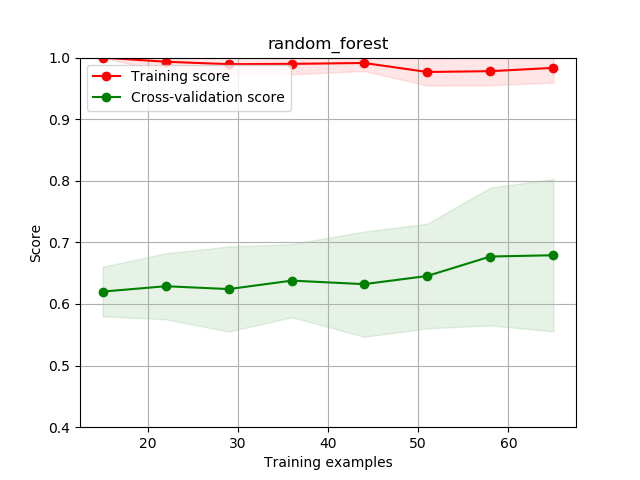 random_forest
Training score
Cross-validation score
1.0
0.9
0.8
0.7
0.6
0.5
0.4
Score
20 30 40 50 60
Training examples